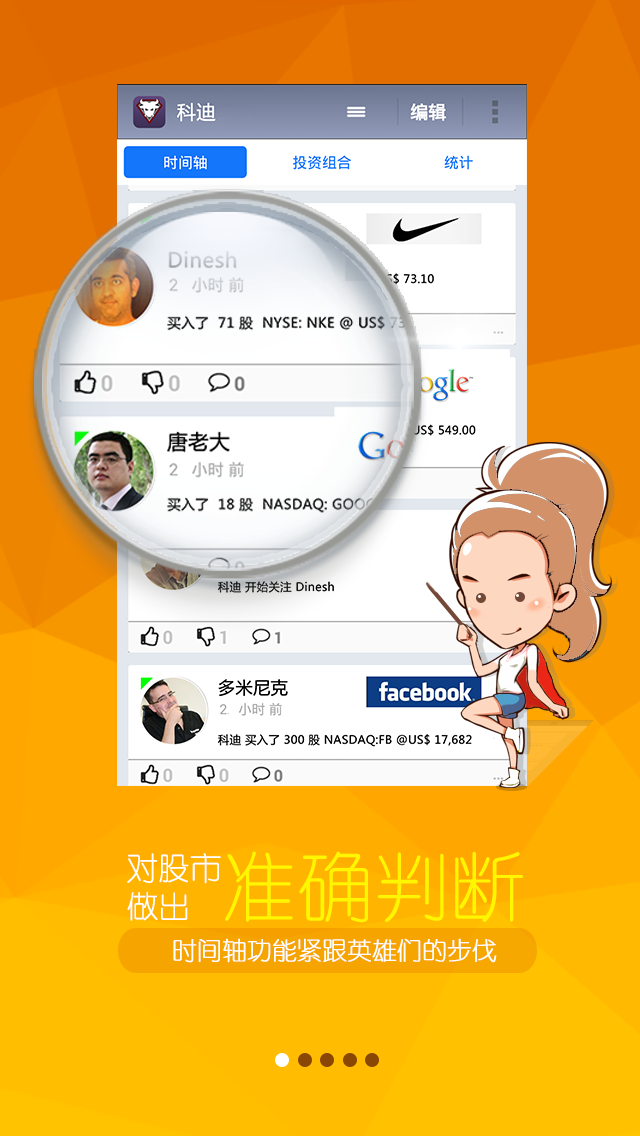 科迪
编辑
时间轴 投资组合 统计
Dinesh
2 小时 前
买入了 71 股 NYSE: NKE @ US$ 73
US$ 73.10
...
0 0 0
ogle
US$ 549.00
唐老大
2 小时 前
Go
买入了 18 股 NASDAQ: GOO
科迪 开始关注 Dinesh
0 1 1
多米尼克
2. 小时 前
facebook
科迪 买入了 300 股 NASDAQ:FB @US$ 17,682
0 0 0
...
对股市
做出
准确判断
时间轴功能紧跟英雄们的步伐